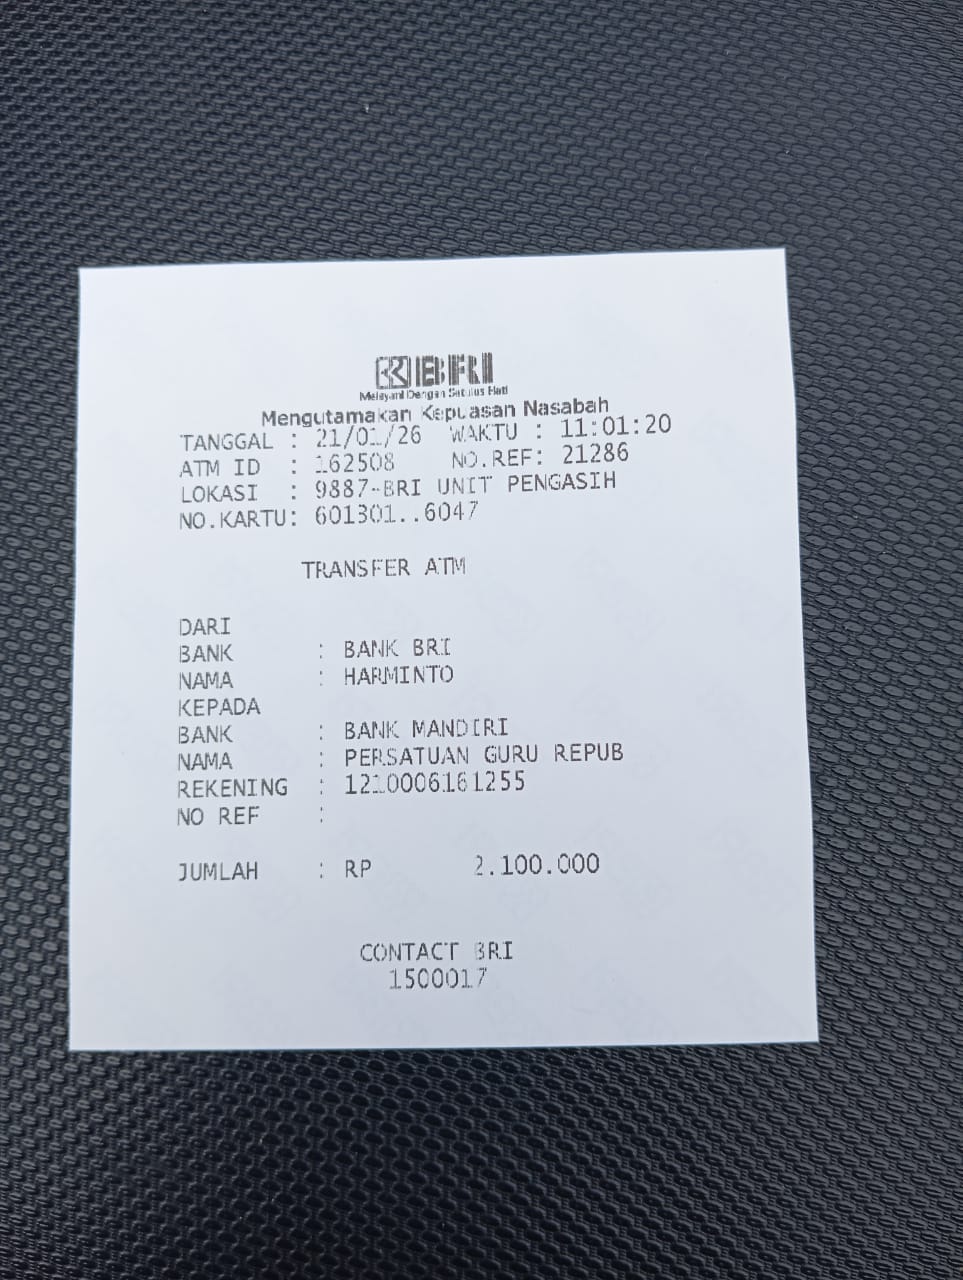 BRI
Melayani Dengan Setulus Hati
Mengutamakan Kepuasan Nasabah
TANGGAL : 21/01/26 WAKTU : 11:01:20
ATM ID : 162508 NO.REF: 21286
LOKASI : 9887-BRI UNIT PENGASIH
NO.KARTU: 601301..6047
TRANSFER ATM
DARI
BANK : BANK BRI
NAMA : HARMINTO
KEPADA
BANK : BANK MANDIRI
NAMA : PERSATUAN GURU REPUB
REKENING : 1210006161255
NO REF :
JUMLAH : RP 2.100.000
CONTACT BRI
1500017